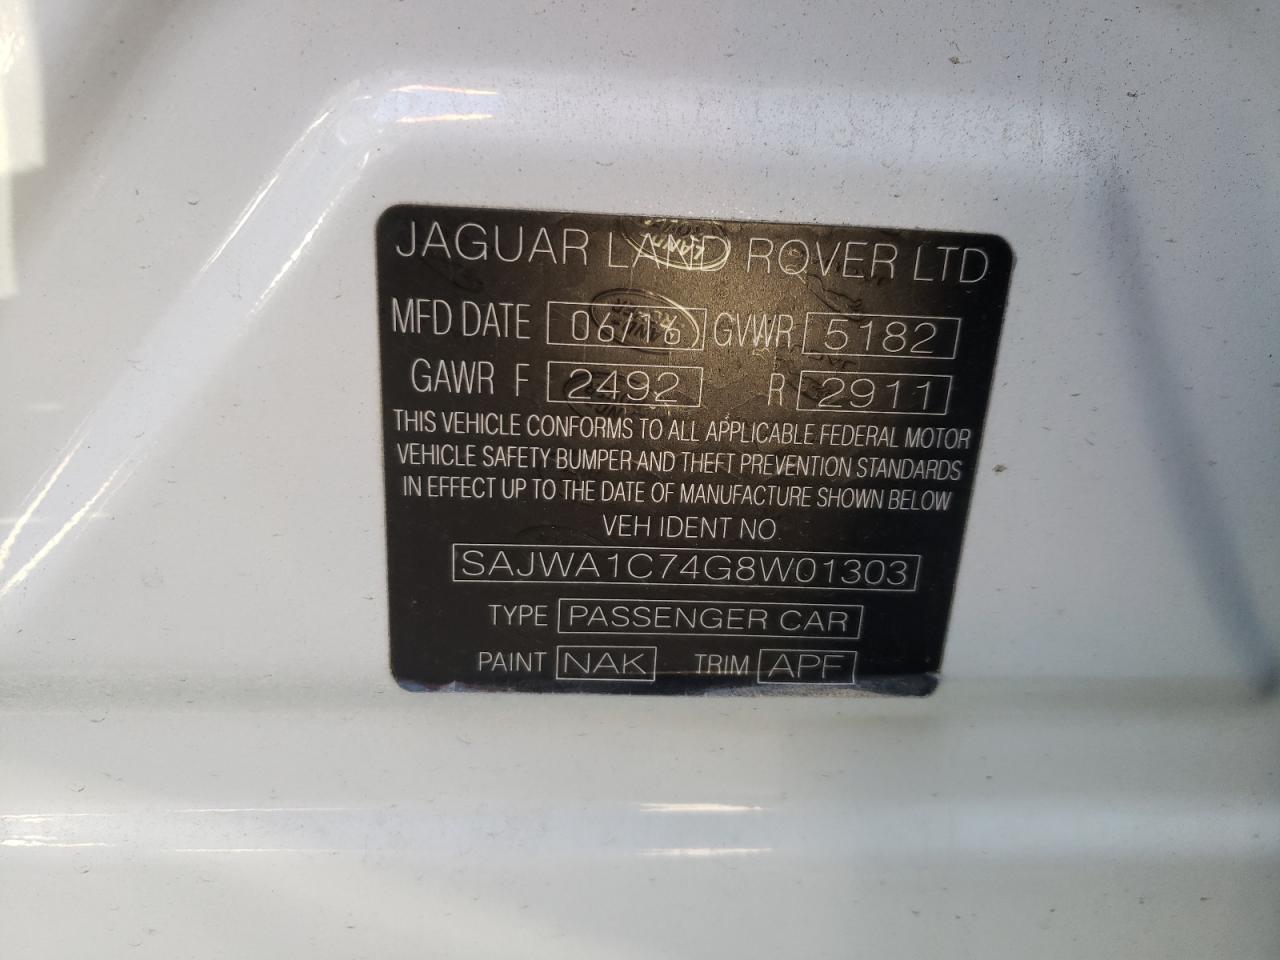 JAGUAR LAND ROVER LTD
MFD DATE 06/16 GVWR 5182
GAWR F 2492 R 2911
THIS VEHICLE CONFORMS TO ALL APPLICABLE FEDERAL MOTOR
VEHICLE SAFETY BUMPER AND THEFT PREVENTION STANDARDS
IN EFFECT UP TO THE DATE OF MANUFACTURE SHOWN BELOW
VEH IDENT NO
SAJWA1C74G8W01303
TYPE PASSENGER CAR
PAINT NAK TRIM APF